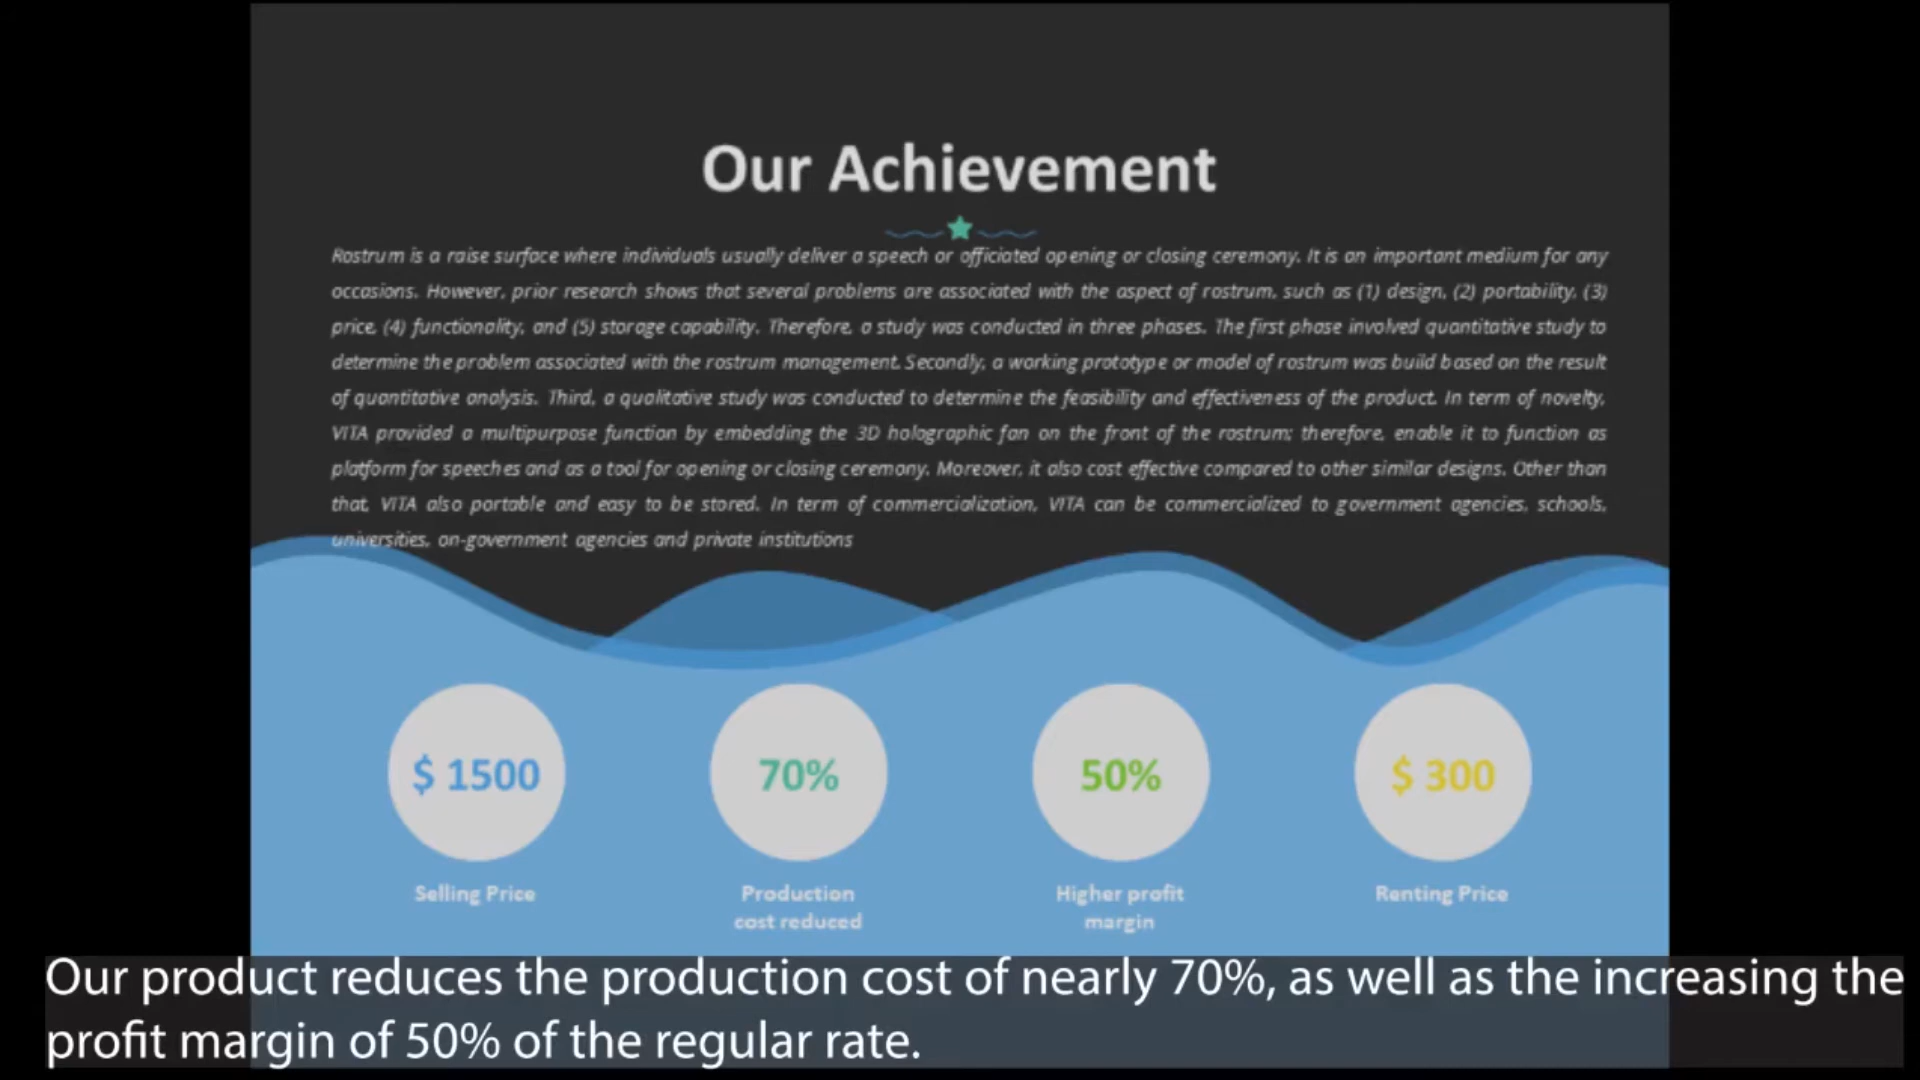 Our Achievement
Rostrum is a raise surface where individuals usually deliver a speech or officiated opening or closing ceremony. It is an important medium for any
occasions. However, prior research shows that several problems are associated with the aspect of rostrum, such as (1) design, (2) portability, (3)
price, (4) functionality, and (5) storage capability. Therefore, a study was conducted in three phases. The first phase involved quantitative study to
determine the problem associated with the rostrum management. Secondly, a working prototype or model of rostrum was build based on the result
of quantitative analysis. Third, a qualitative study was conducted to determine the feasibility and effectiveness of the product. In term of novelty,
VITA provided a multipurpose function by embedding the 3D holographic fan on the front of the rostrum; therefore, enable it to function as
platform for speeches and as a tool for opening or closing ceremony. Moreover, it also cost effective compared to other similar designs. Other than
that, VITA also portable and easy to be stored. In term of commercialization, VITA can be commercialized to government agencies, schools,
universities, on-government agencies and private institutions
$ 1500
70%
50%
$ 300
Selling Price
Production
cost reduced
Higher profit
margin
Renting Price
Our product reduces the production cost of nearly 70%, as well as the increasing the
profit margin of 50% of the regular rate.